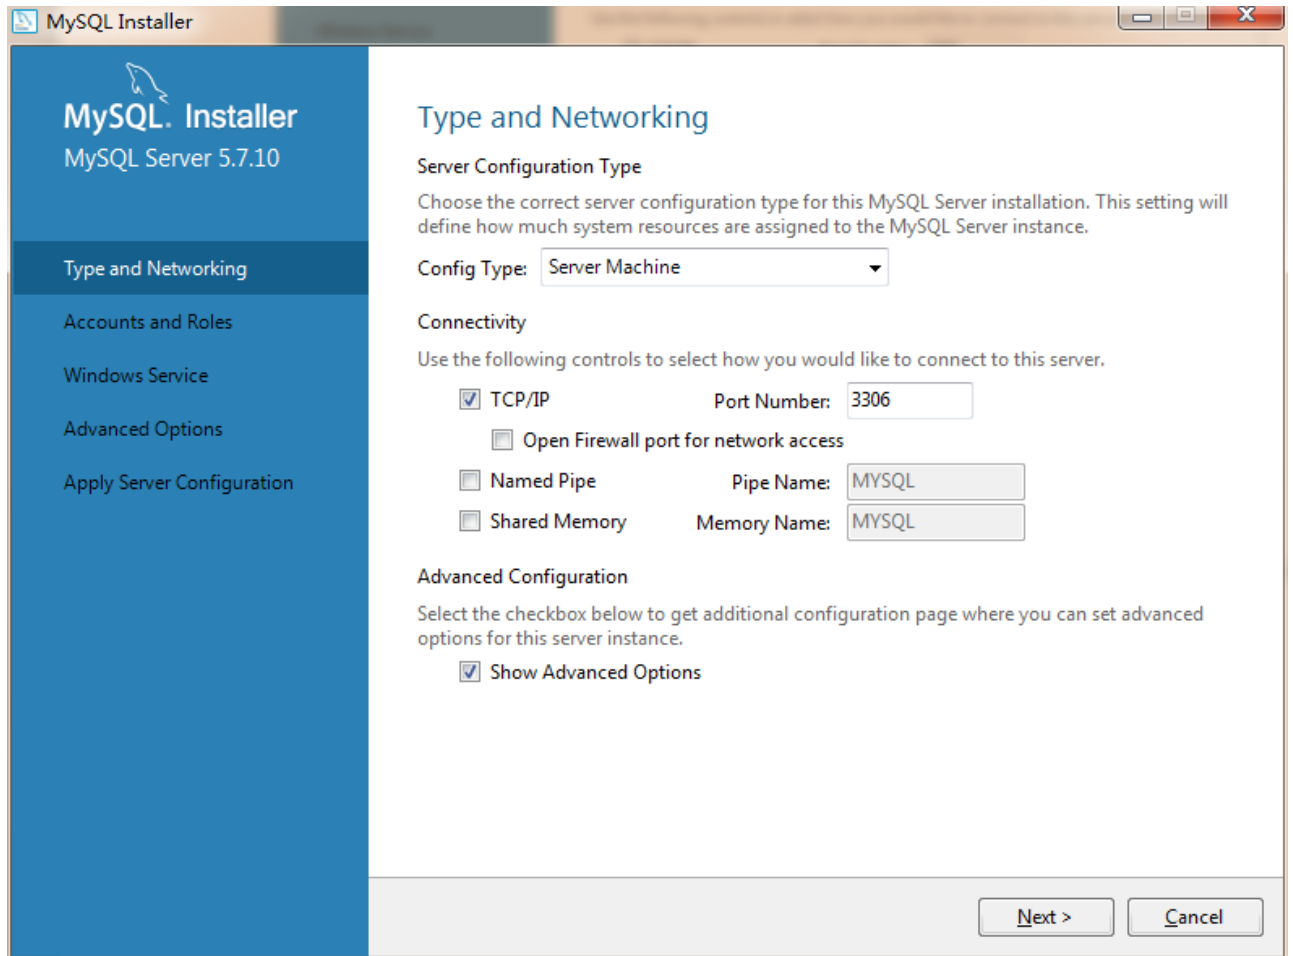 MySQL Installer
MySQL. Installer
MySQL Server 5.7.10
Type and Networking
Accounts and Roles
Windows Service
Advanced Options
Apply Server Configuration
Type and Networking
Server Configuration Type
Choose the correct server configuration type for this MySQL Server installation. This setting will
define how much system resources are assigned to the MySQL Server instance.
Config Type: Server Machine
Connectivity
Use the following controls to select how you would like to connect to this server.
TCP/IP Port Number: 3306
Open Firewall port for network access
Named Pipe Pipe Name: MYSQL
Shared Memory Memory Name: MYSQL
Advanced Configuration
Select the checkbox below to get additional configuration page where you can set advanced
options for this server instance.
Show Advanced Options
Next > Cancel